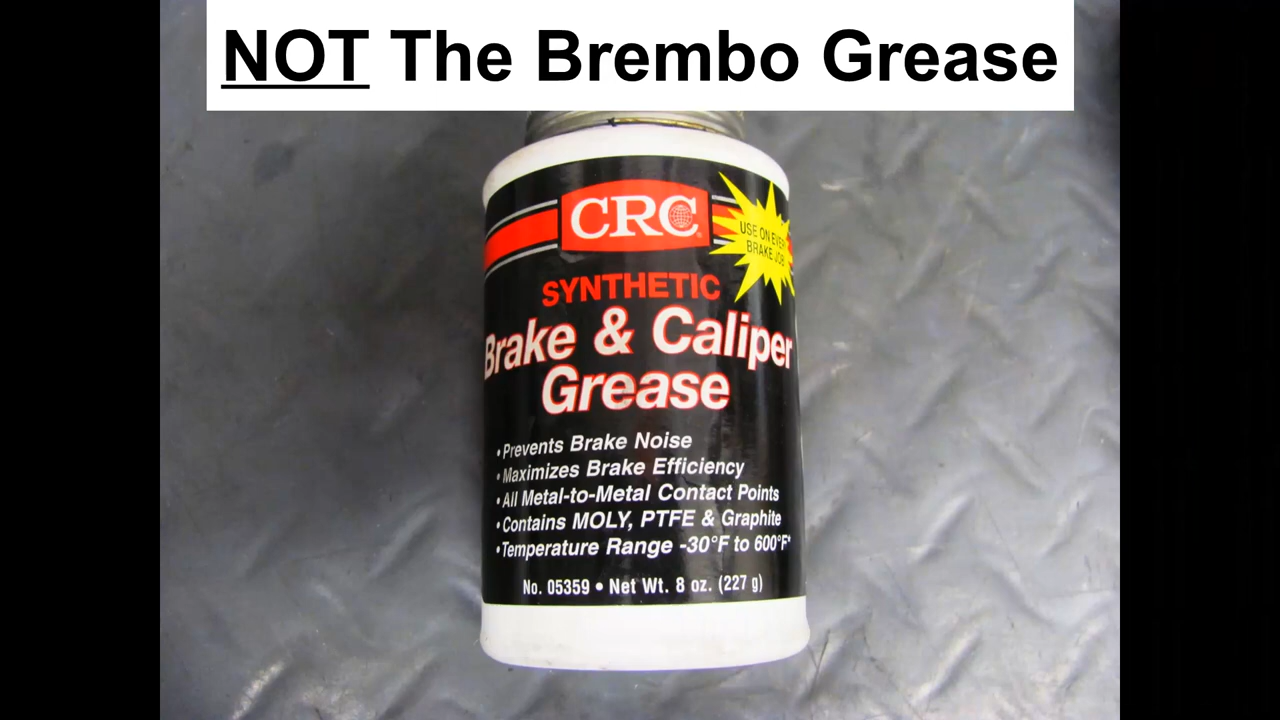 NOT The Brembo Grease
CRC
USE ON EVERY
BRAKE JOB
SYNTHETIC
Brake & Caliper
Grease
•Prevents Brake Noise
•Maximizes Brake Efficiency
•All Metal-to-Metal Contact Points
•Contains MOLY, PTFE & Graphite
•Temperature Range -30°F to 600°F*
No. 05359 • Net Wt. 8 oz. (227 g)